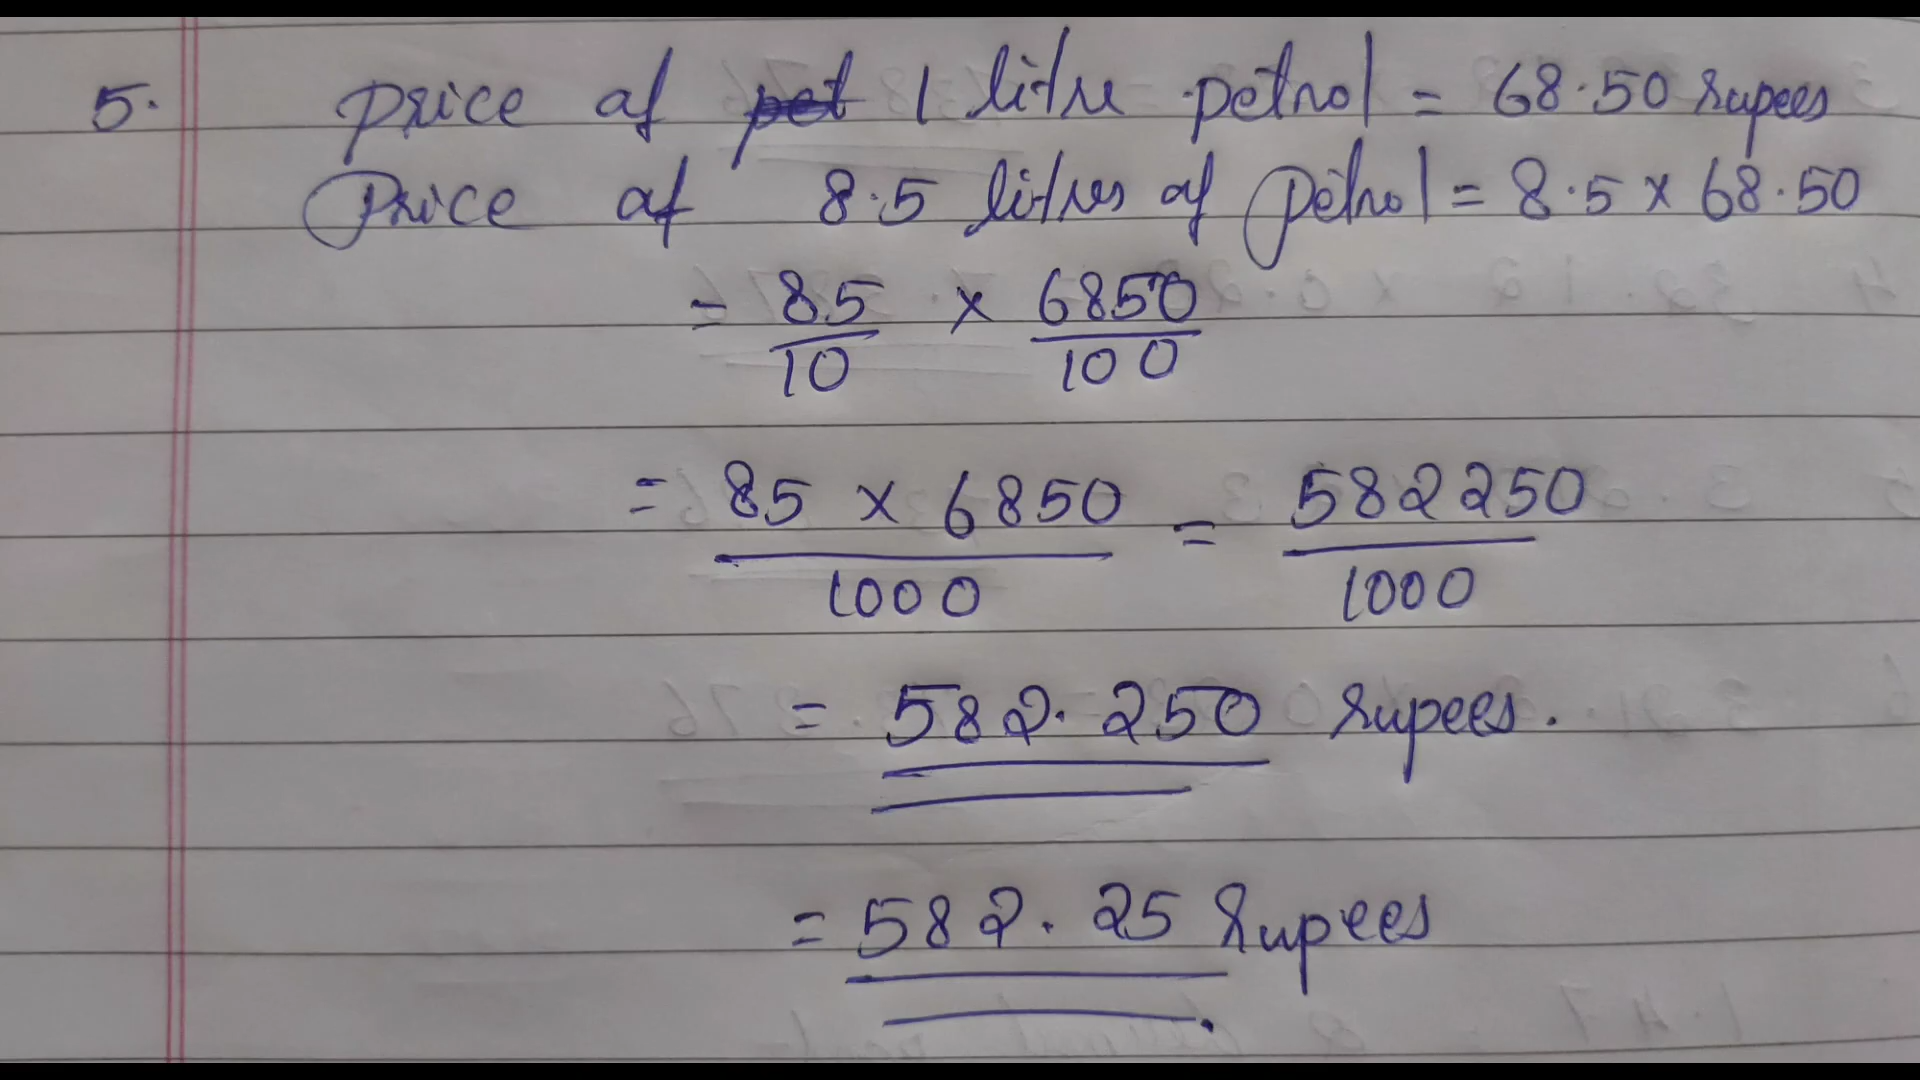 5. price of 1 litre petrol = 68.50 rupees
Price of 8.5 litres of petrol = 8.5 × 68.50
= 85/10 × 6850/100
= 85 × 6850/1000 = 582250/1000
= 582.250 rupees.
= 582.25 Rupees